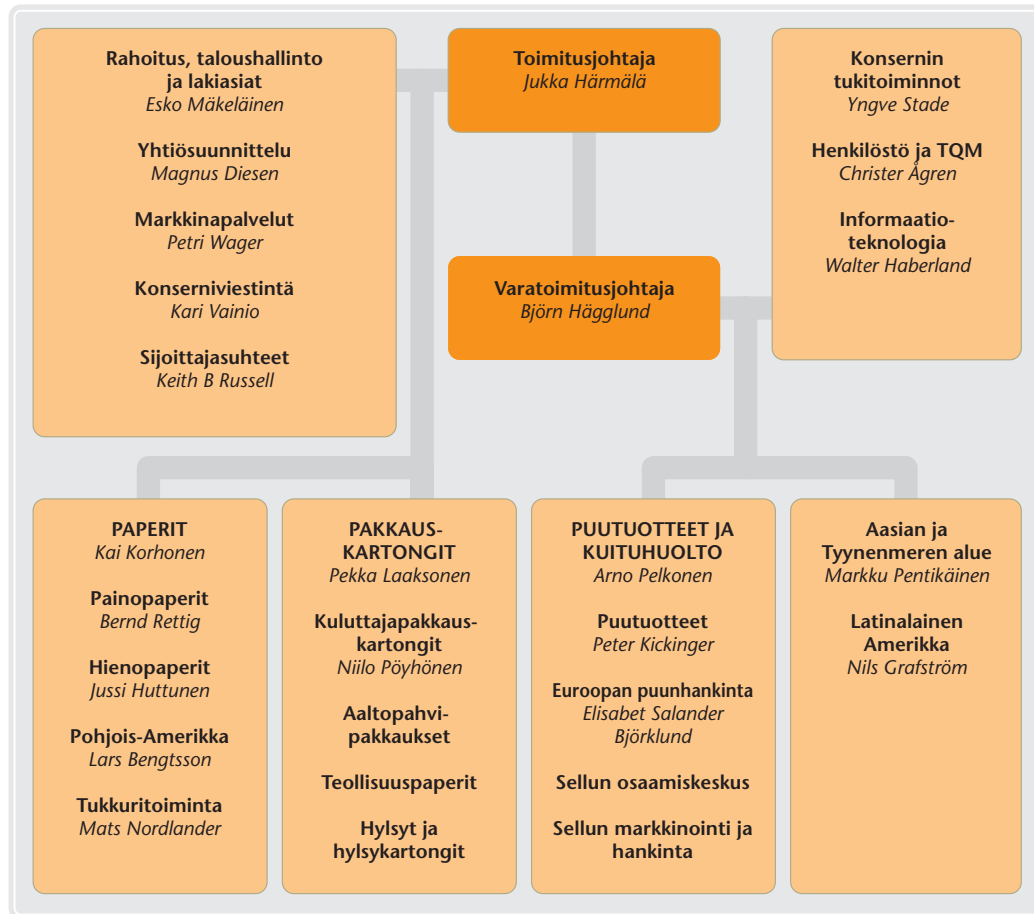 Rahoitus, taloushallinto
ja lakiasiat
Esko Mäkeläinen
Yhtiösuunnittelu
Magnus Diesen
Markkinapalvelut
Petri Wager
Konserniviestintä
Kari Vainio
Sijoittajasuhteet
Keith B Russell
Toimitusjohtaja
Jukka Härmälä
Varatoimitusjohtaja
Björn Hägglund
Konsernin
tukitoiminnot
Yngve Stade
Henkilöstö ja TQM
Christer Ågren
Informaatio-
teknologia
Walter Haberland
PAPERIT
Kai Korhonen
Painopaperit
Bernd Rettig
Hienopaperit
Jussi Huttunen
Pohjois-Amerikka
Lars Bengtsson
Tukkuritoiminta
Mats Nordlander
PAKKAUS-
KARTONGIT
Pekka Laaksonen
Kuluttajapakkaus-
kartongit
Niilo Pöyhönen
Aaltopahvi-
pakkaukset
Teollisuuspaperit
Hylsyt ja
hylsykartongit
PUUTUOTTEET JA
KUITUHUOLTO
Arno Pelkonen
Puutuotteet
Peter Kickinger
Euroopan puunhankinta
Elisabet Salander
Björklund
Sellun osaamiskeskus
Sellun markkinointi ja
hankinta
Aasian ja
Tyynenmeren alue
Markku Pentikäinen
Latinalainen
Amerikka
Nils Grafström